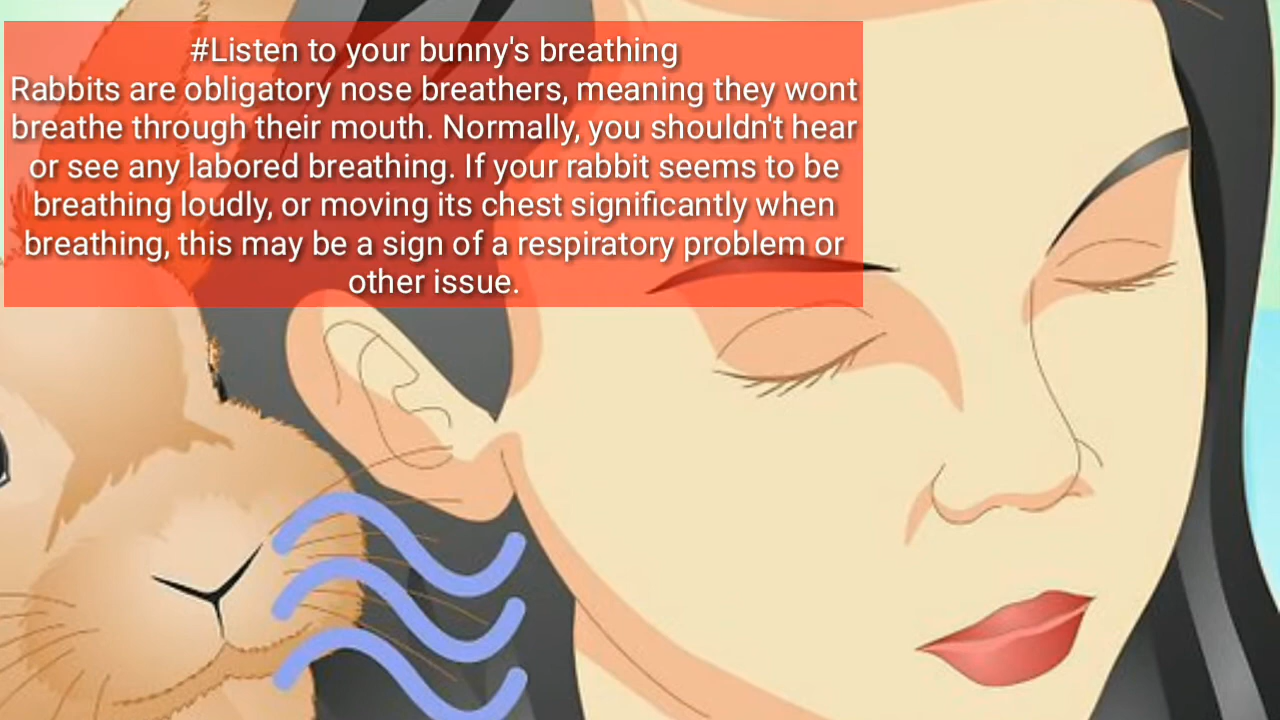 #Listen to your bunny's breathing
Rabbits are obligatory nose breathers, meaning they wont
breathe through their mouth. Normally, you shouldn't hear
or see any labored breathing. If your rabbit seems to be
breathing loudly, or moving its chest significantly when
breathing, this may be a sign of a respiratory problem or
other issue.